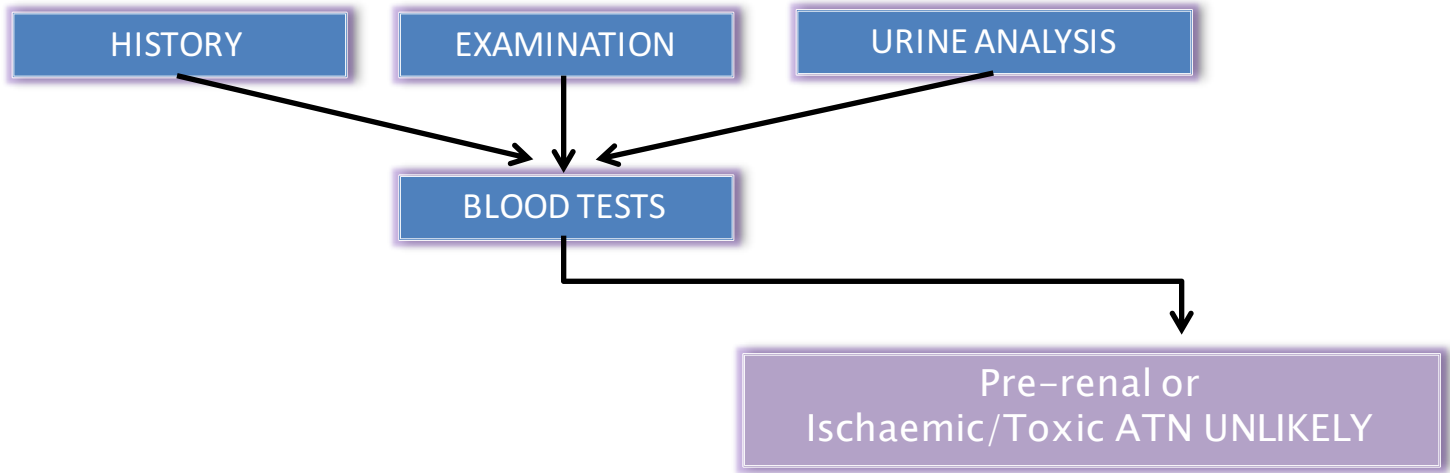 HISTORY
EXAMINATION
URINE ANALYSIS
BLOOD TESTS
Pre-renal or
Ischaemic/Toxic ATN UNLIKELY